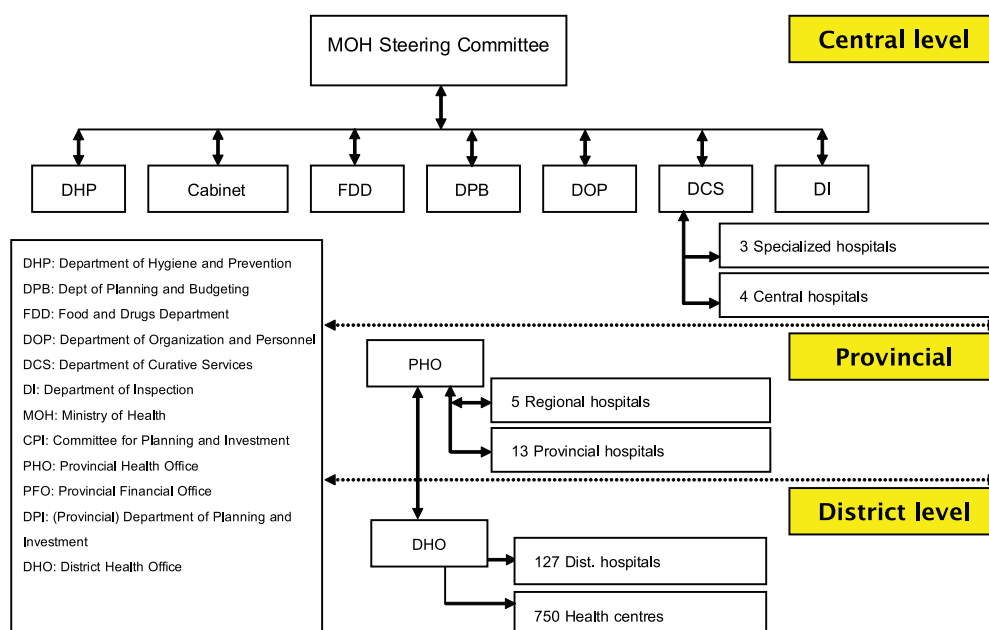 MOH Steering Committee
Central level
DHP
Cabinet
FDD
DPB
DOP
DCS
DI
3 Specialized hospitals
4 Central hospitals
DHP: Department of Hygiene and Prevention
DPB: Dept of Planning and Budgeting
FDD: Food and Drugs Department
DOP: Department of Organization and Personnel
DCS: Department of Curative Services
DI: Department of Inspection
MOH: Ministry of Health
CPI: Committee for Planning and Investment
PHO: Provincial Health Office
PFO: Provincial Financial Office
DPI: (Provincial) Department of Planning and
Investment
DHO: District Health Office
Provincial
PHO
5 Regional hospitals
13 Provincial hospitals
District level
DHO
127 Dist. hospitals
750 Health centres